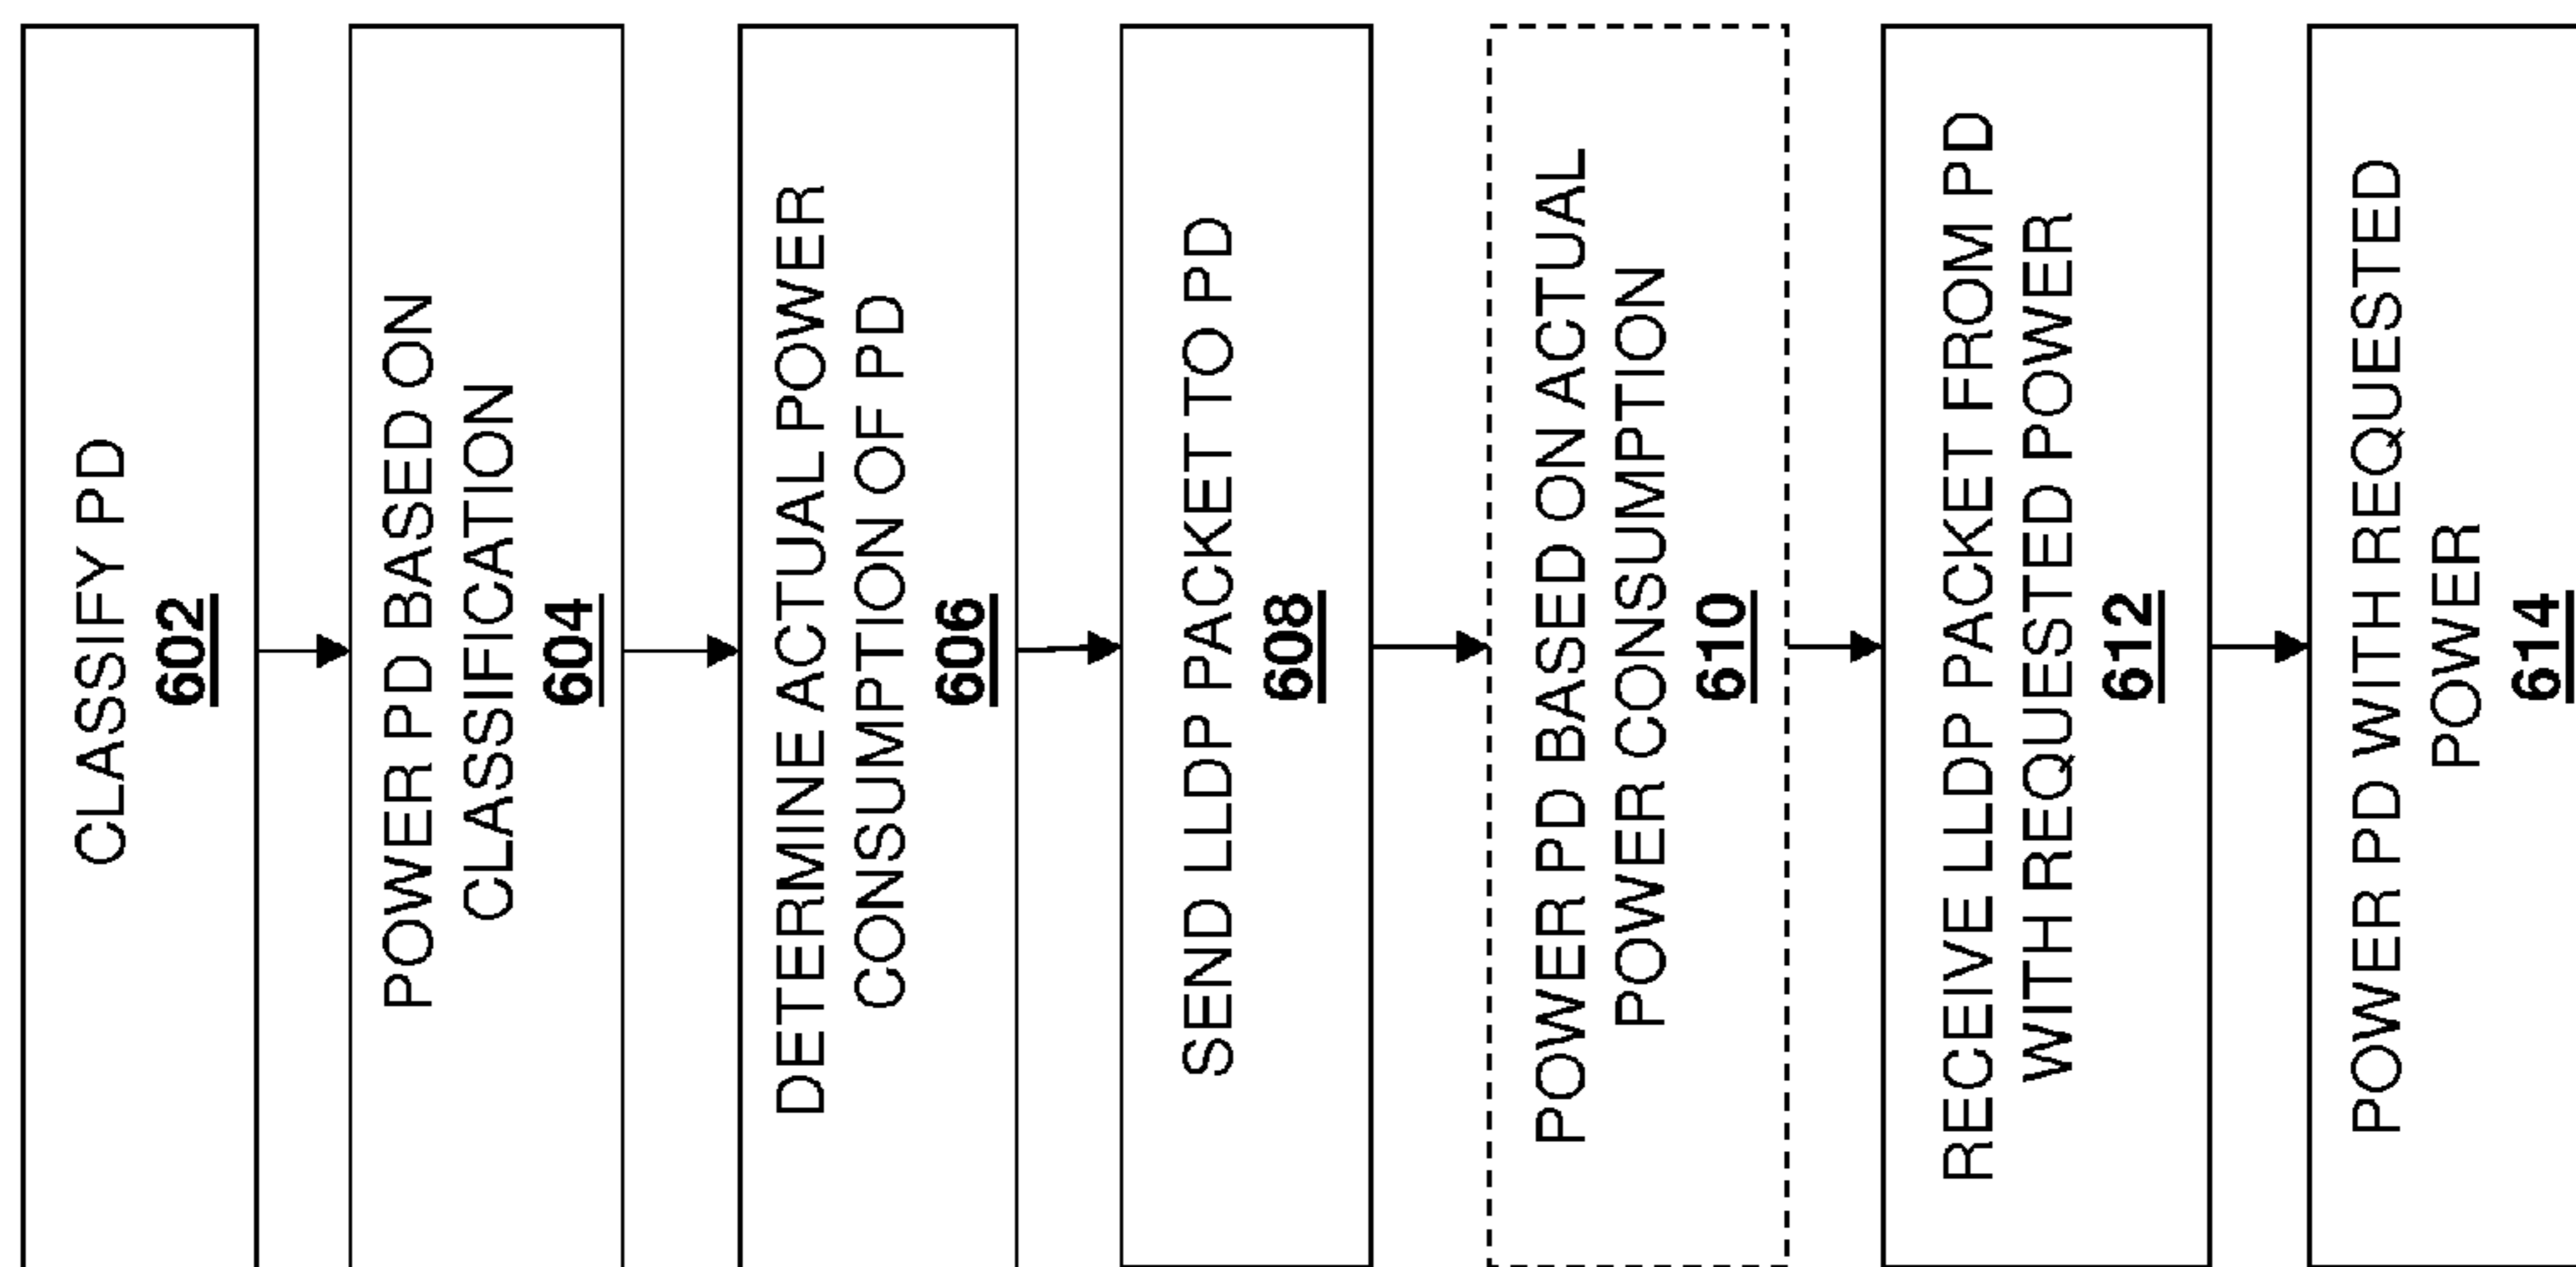 CLASSIFY PD
602
POWER PD BASED ON
CLASSIFICATION
604
DETERMINE ACTUAL POWER
CONSUMPTION OF PD
606
SEND LLDP PACKET TO PD
608
POWER PD BASED ON ACTUAL
POWER CONSUMPTION
610
RECEIVE LLDP PACKET FROM PD
WITH REQUESTED POWER
612
POWER PD WITH REQUESTED
POWER
614